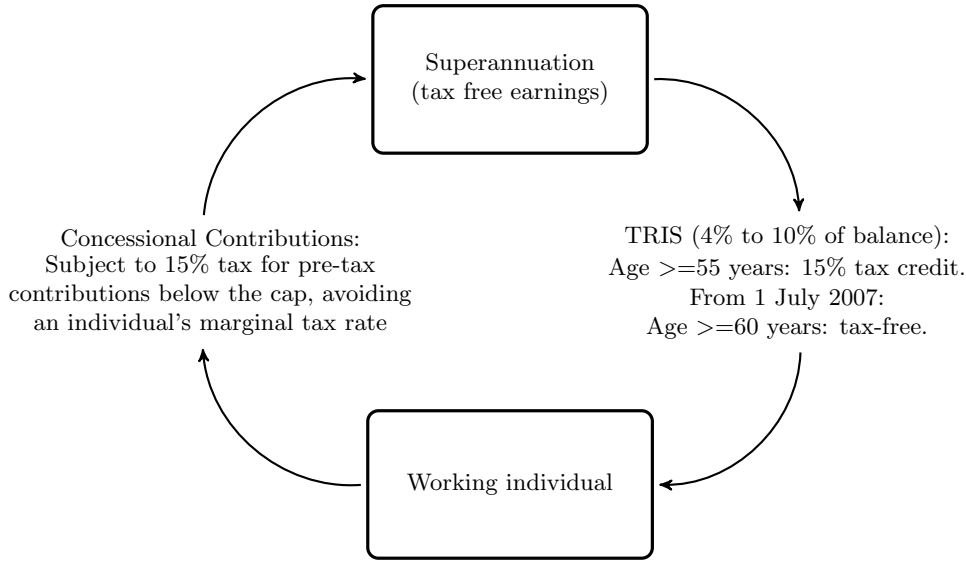 Superannuation
(tax free earnings)
Concessional Contributions:
Subject to 15% tax for pre-tax
contributions below the cap, avoiding
an individual's marginal tax rate
TRIS (4% to 10% of balance):
Age >=55 years: 15% tax credit.
From 1 July 2007:
Age >=60 years: tax-free.
Working individual